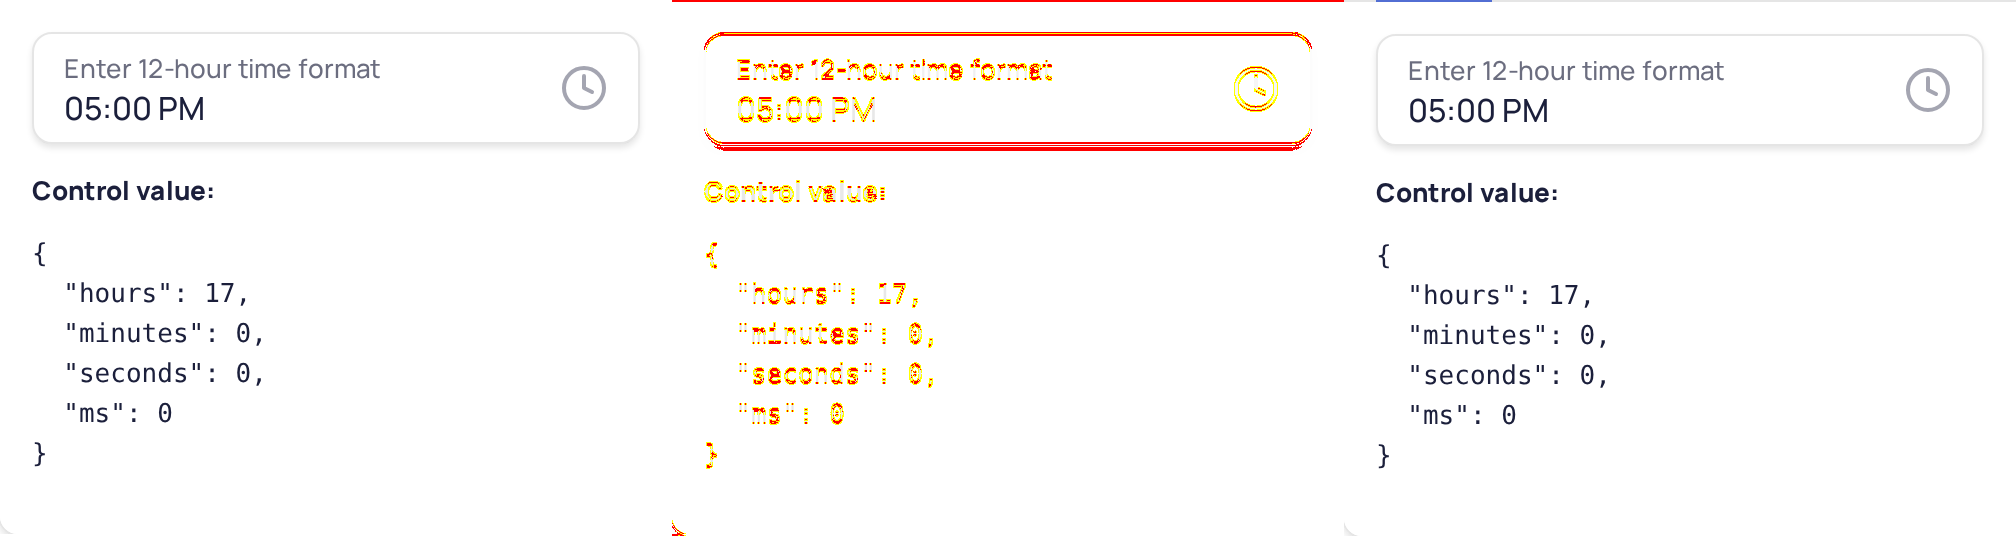 Enter 12-hour time format
05:00 PM
Control value:
{
  "hours": 17,
  "minutes": 0,
  "seconds": 0,
  "ms": 0
}
Enter 12-hour time format
05:00 PM
Control value:
{
  "hours": 17,
  "minutes": 0,
  "seconds": 0,
  "ms": 0
}
Enter 12-hour time format
05:00 PM
Control value:
{
  "hours": 17,
  "minutes": 0,
  "seconds": 0,
  "ms": 0
}